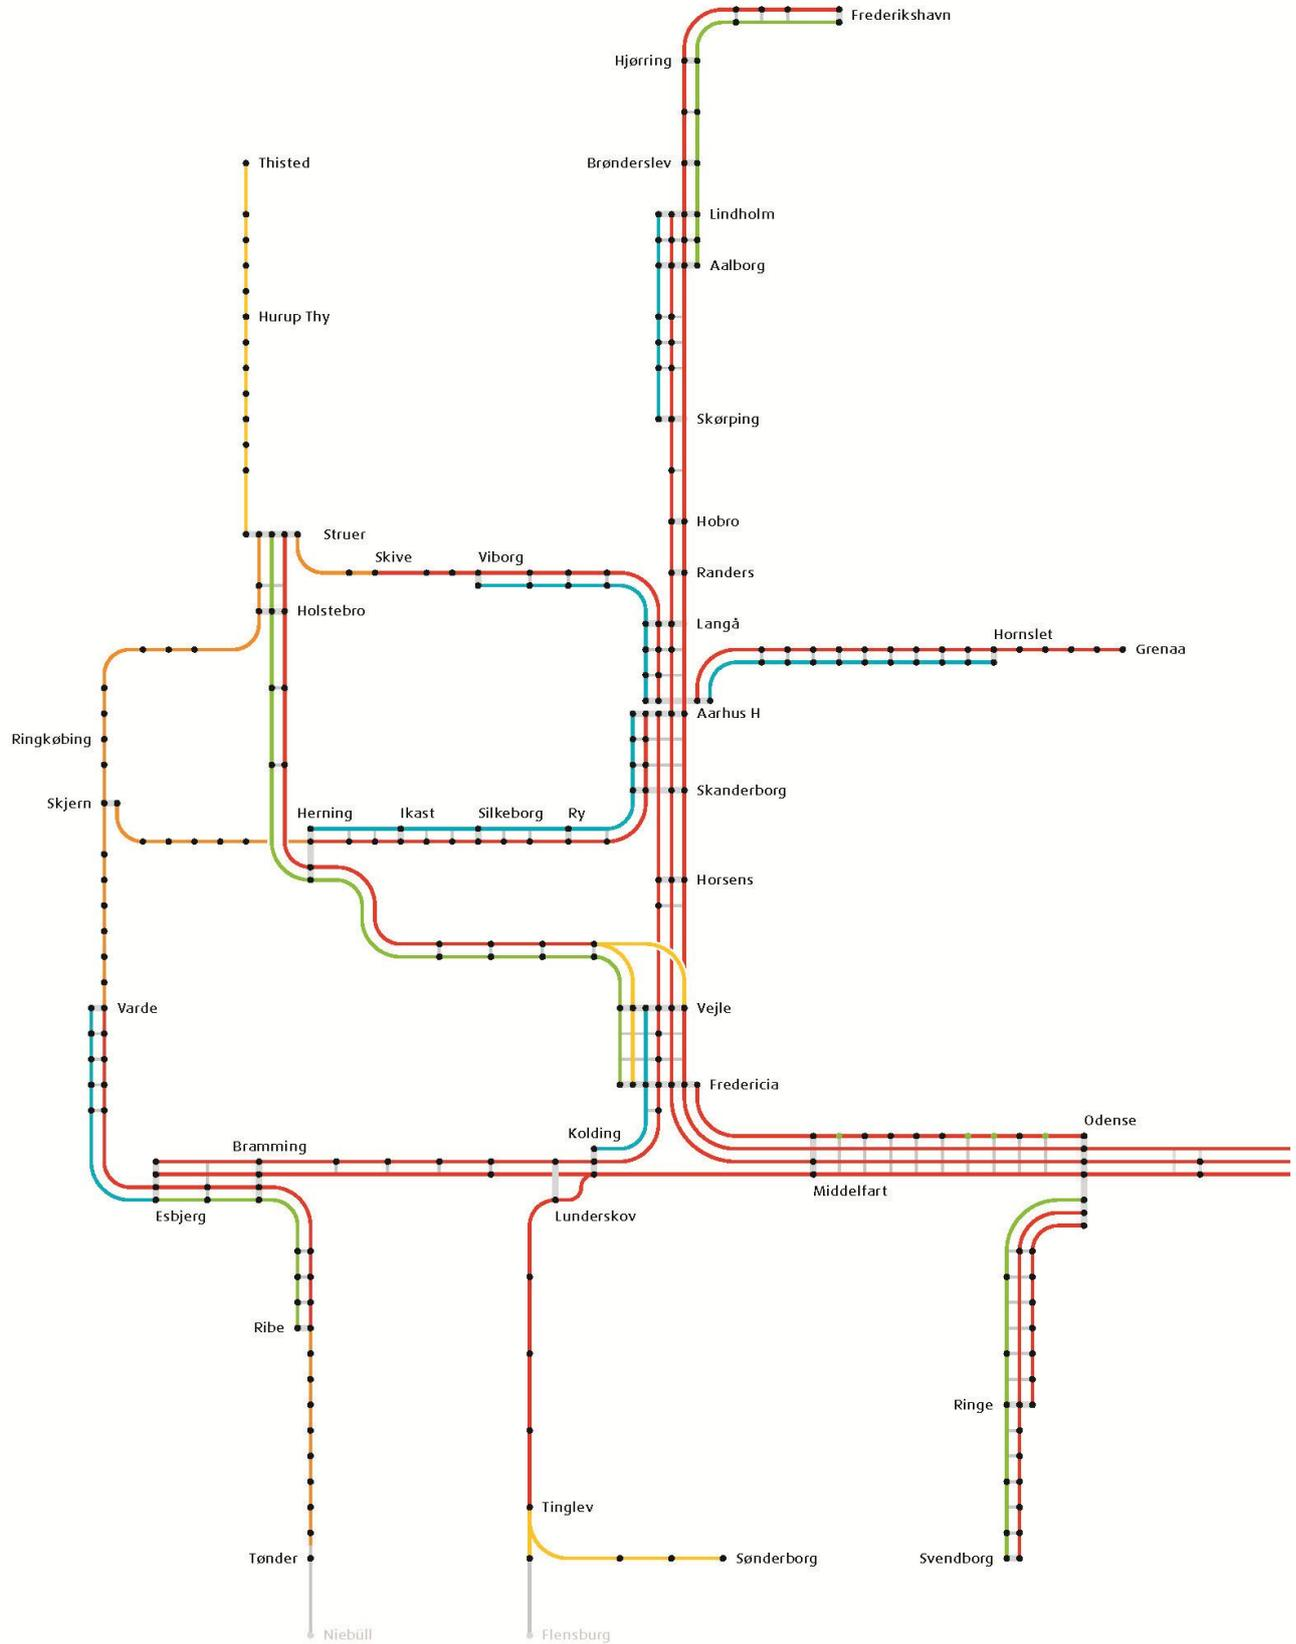 Frederikshavn
Hjørring
Thisted
Brønderslev
Lindholm
Aalborg
Hurup Thy
Skørping
Hobro
Struer
Skive
Viborg
Randers
Holstebro
Langå
Hornslet
Grenaa
Aarhus H
Ringkøbing
Skanderborg
Skjern
Herning
Ikast
Silkeborg
Ry
Horsens
Varde
Vejle
Fredericia
Odense
Kolding
Bramming
Middelfart
Esbjerg
Lunderskov
Ribe
Ringe
Tinglev
Tønder
Sønderborg
Svendborg
Niebüll
Flensburg